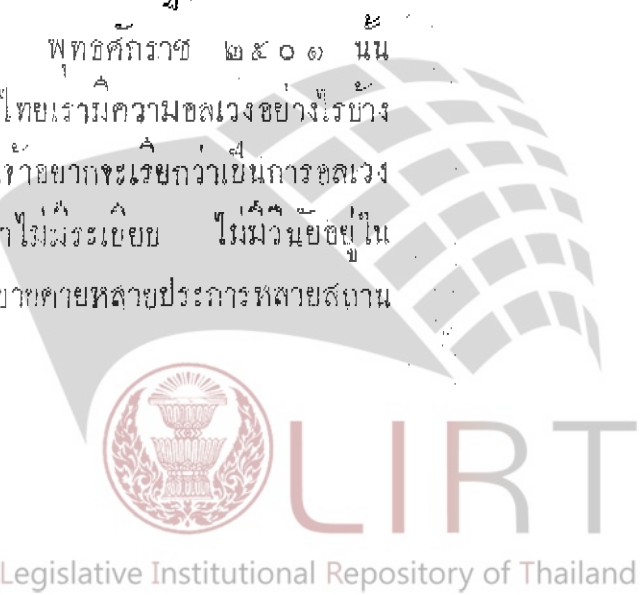 พุทธศักราช ๒๕๐๑ นั้น
ไทยเรามีความอลเวงอย่างไรบ้าง
เจ้าอยากจะเรียกว่าเป็นการอลเวง
ไม่มีระเบียบ ไม่มีวินัยอยู่ใน
หลายประการหลายสถาน
LIRT
Legislative Institutional Repository of Thailand